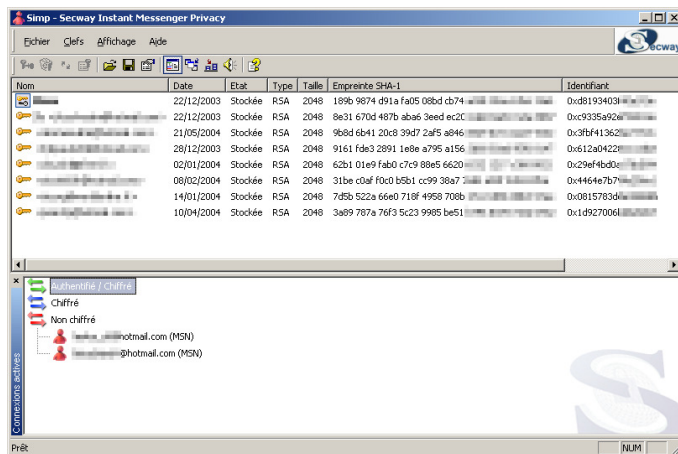 Simp - Secway Instant Messenger Privacy
Fichier Clefs Affichage Aide
Secway
Nom Date Etat Type Taille Empreinte SHA-1 Identifiant
22/12/2003 Stockée RSA 2048 189b 9874 d91a fa05 08bd cb74 0xd8193403
22/12/2003 Stockée RSA 2048 8e31 670d 487b aba6 3eed ec20 0xc9335a92
21/05/2004 Stockée RSA 2048 9b8d 6b41 20c8 39d7 2af5 a846 0x3fbf41362
28/12/2003 Stockée RSA 2048 9161 fde3 2891 1e8e a795 a156 0x612a0422
02/01/2004 Stockée RSA 2048 62b1 01e9 fab0 c7c9 88e5 6620 0x29ef4bd0
08/02/2004 Stockée RSA 2048 31be c0af f0c0 b5b1 cc99 38a7 0x4464e7b7
14/01/2004 Stockée RSA 2048 7d5b 522a 66e0 718f 4958 708b 0x0815783d
10/04/2004 Stockée RSA 2048 3a89 787a 76f3 5c23 9985 be51 0x1d927006
Authentifié / Chiffré
Chiffré
Non chiffré
hotmail.com (MSN)
@hotmail.com (MSN)
Connexions actives
Prêt NUM